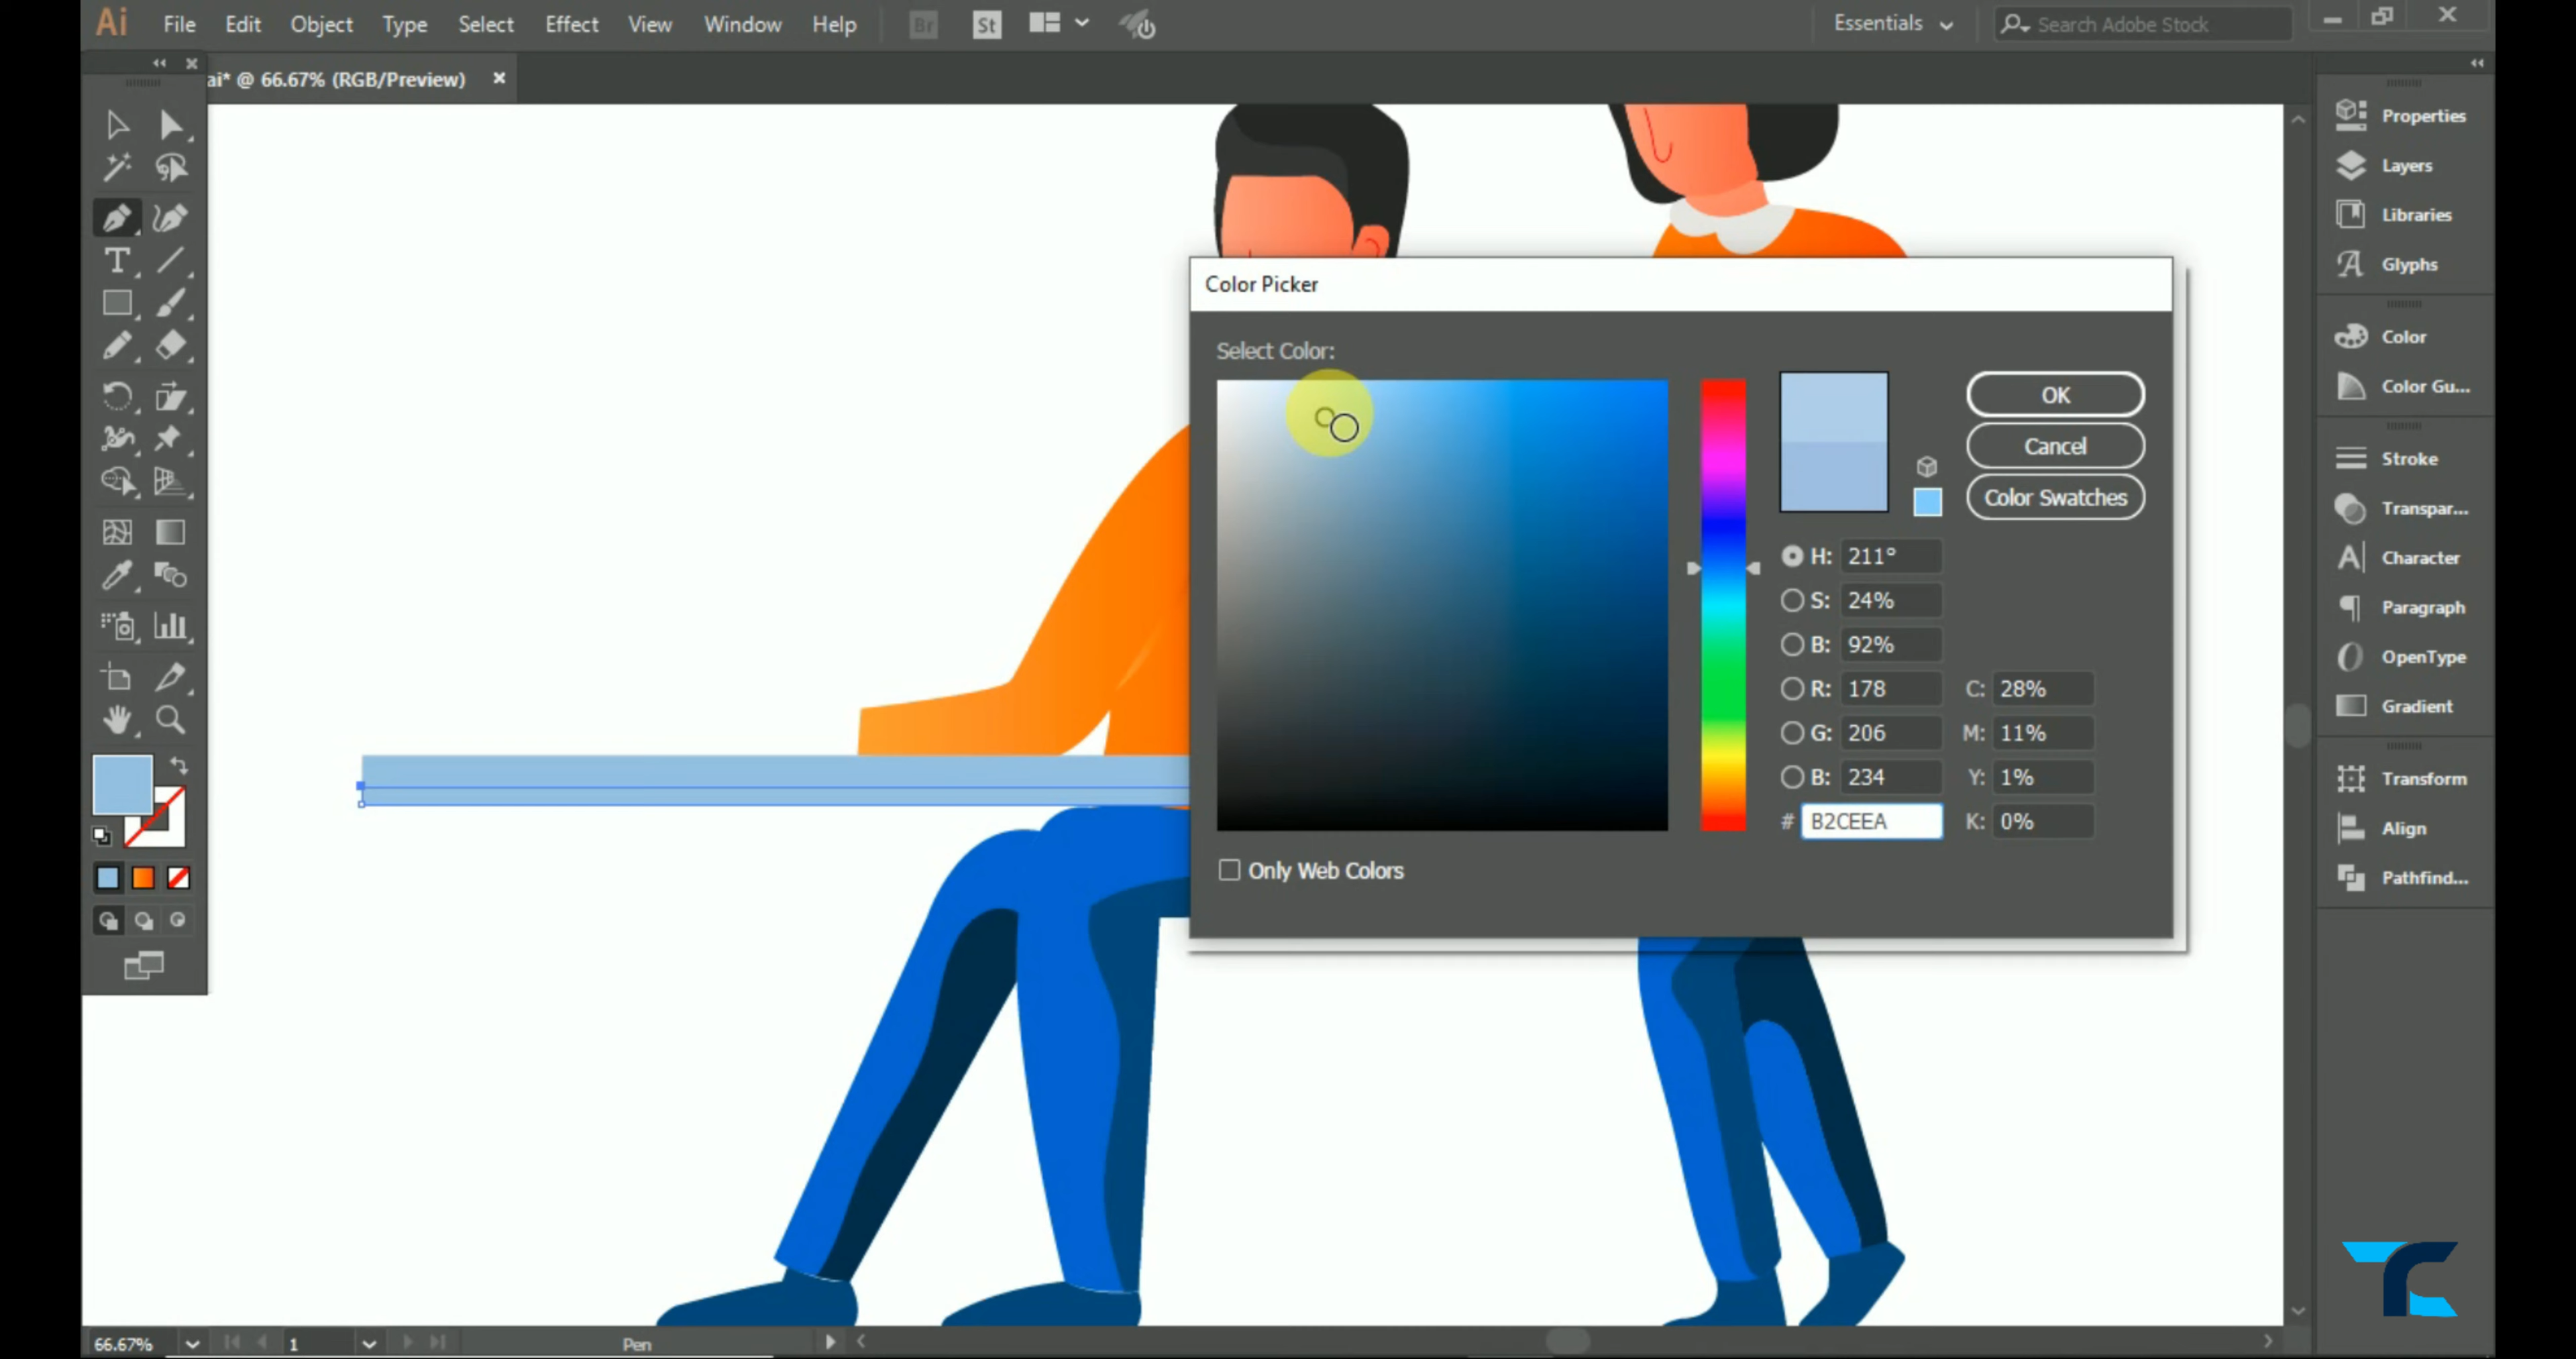 Ai File Edit Object Type Select Effect View Window Help Br St Essentials Search Adobe Stock
ai* @ 66.67% (RGB/Preview)
Properties
Layers
Libraries
Glyphs
Color
Color Gu...
Stroke
Transpar...
Character
Paragraph
OpenType
Gradient
Transform
Align
Pathfind...
Color Picker
Select Color:
OK
Cancel
Color Swatches
H: 211°
S: 24%
B: 92%
R: 178 C: 28%
G: 206 M: 11%
B: 234 Y: 1%
# B2CEEA K: 0%
Only Web Colors
66.67% 1 Pen
TC